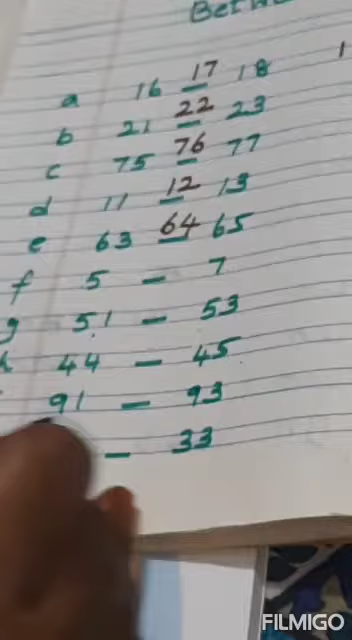 a 16 17 18
b 21 22 23
c 75 76 77
d 11 12 13
e 63 64 65
f 5 – 7
g 51 – 53
44 – 45
91 – 93
– 33
FILMIGO